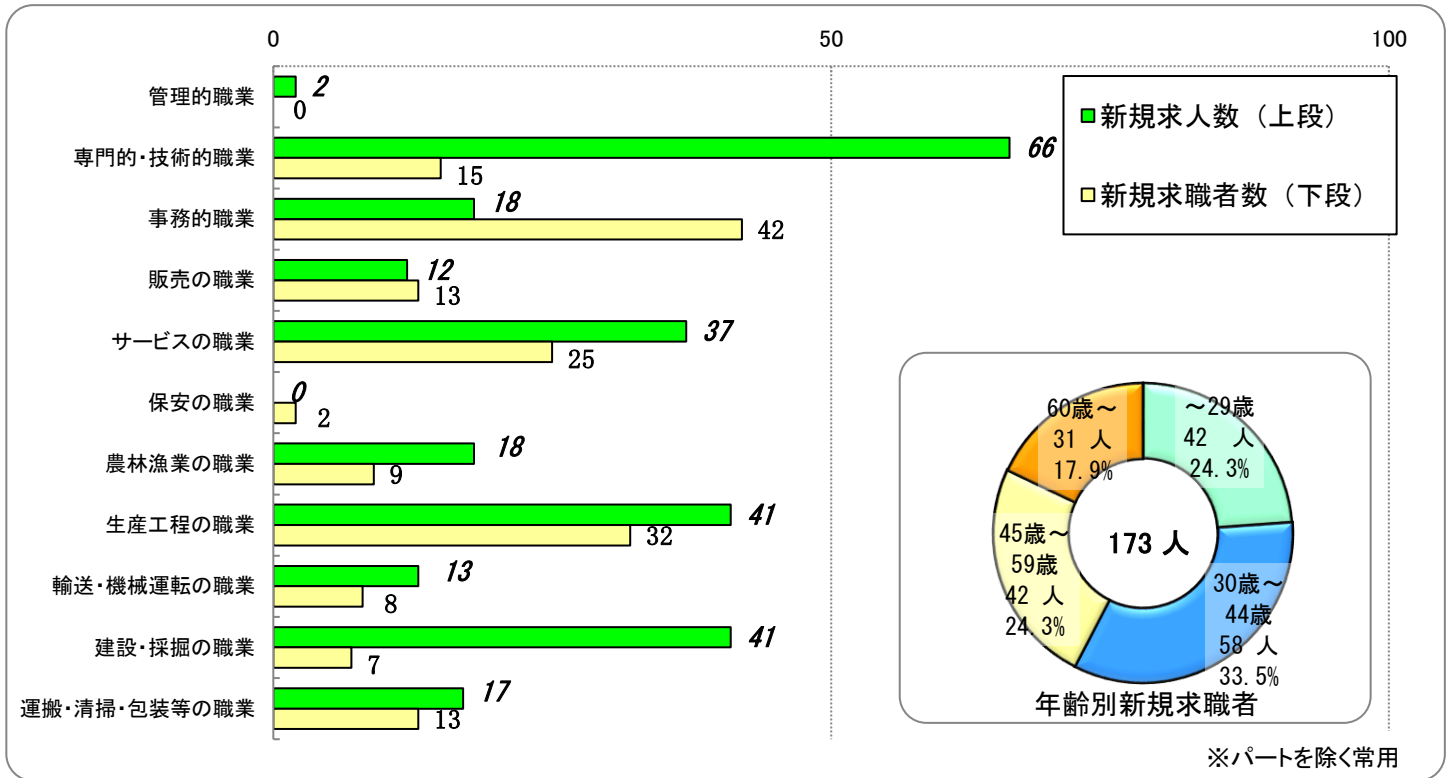 0 50 100
新規求人数（上段）
新規求職者数（下段）
管理的職業
2
0
専門的・技術的職業
66
15
事務的職業
18
42
販売の職業
12
13
サービスの職業
37
25
保安の職業
0
2
農林漁業の職業
18
9
生産工程の職業
41
32
輸送・機械運転の職業
13
8
建設・採掘の職業
41
7
運搬・清掃・包装等の職業
17
13
～29歳
42 人
24.3%
30歳～
44歳
58 人
33.5%
45歳～
59歳
42 人
24.3%
60歳～
31 人
17.9%
173 人
年齢別新規求職者
※パートを除く常用